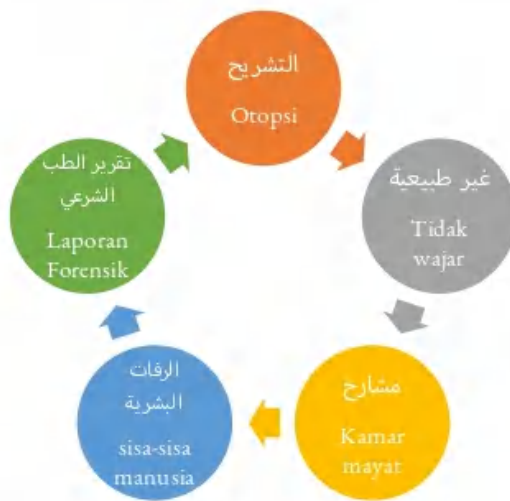 التشريح
Otopsi
غير طبيعية
Tidak
wajar
مشارح
Kamar
mayat
الرفات
البشرية
sisa-sisa
manusia
تقرير الطب
الشرعي
Laporan
Forensik